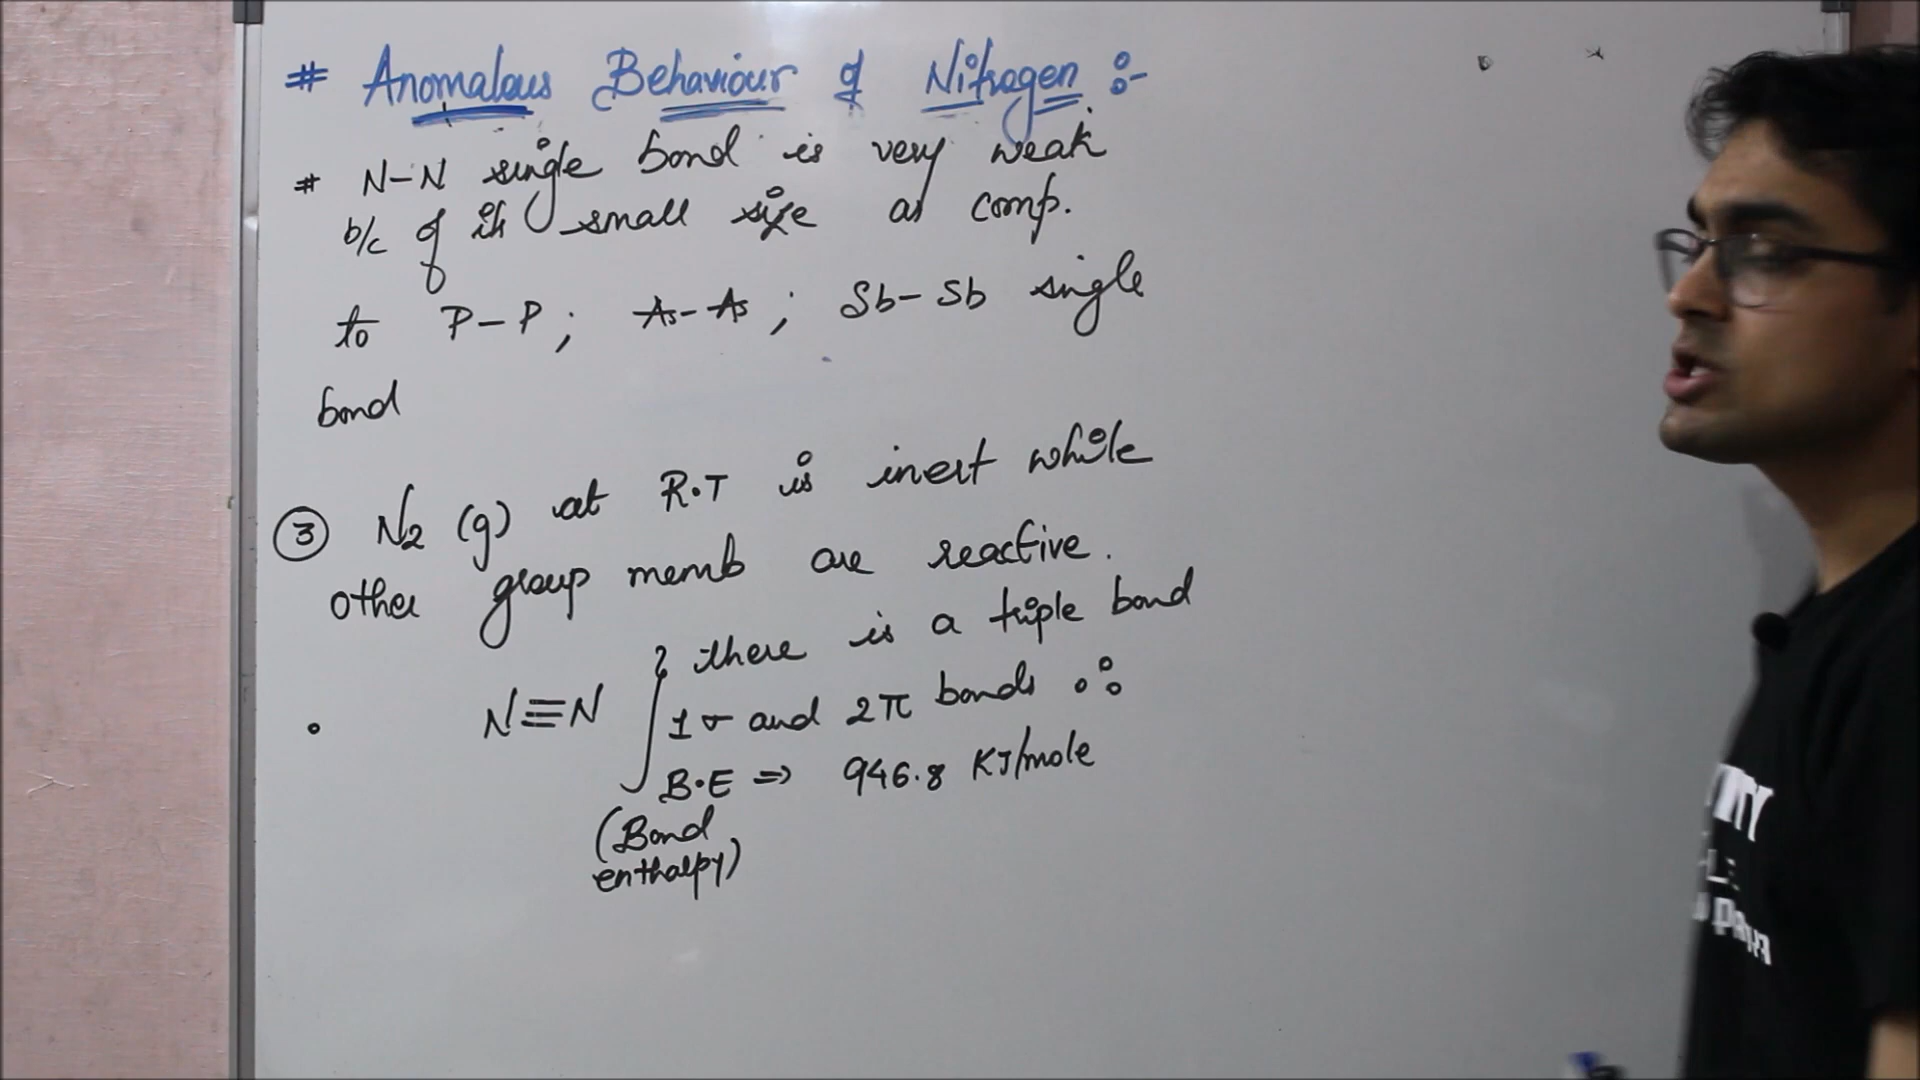 # Anomalous Behaviour of Nitrogen :-
# N-N single bond is very weak
b/c of its small size as comp.
to P-P; As-As; Sb-Sb single
bond
③ N₂ (g) at R.T is inert while
other group memb are reactive.
N≡N { there is a triple bond
1σ and 2π bonds ∴
B.E => 946.8 KJ/mole
(Bond
enthalpy)